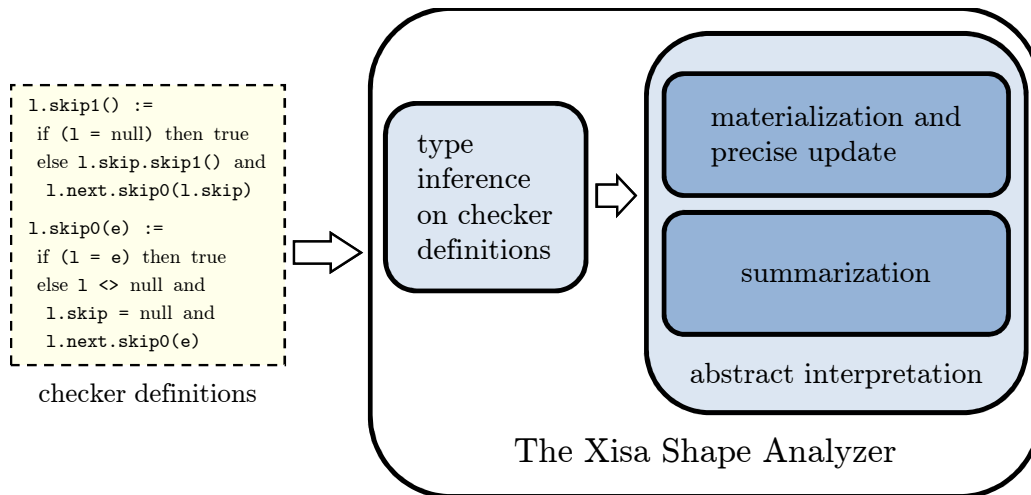 l.skip1() :=
if (l = null) then true
else l.skip.skip1() and
l.next.skip0(l.skip)
l.skip0(e) :=
if (l = e) then true
else l <> null and
l.skip = null and
l.next.skip0(e)
checker definitions
type
inference
on checker
definitions
materialization and
precise update
summarization
abstract interpretation
The Xisa Shape Analyzer